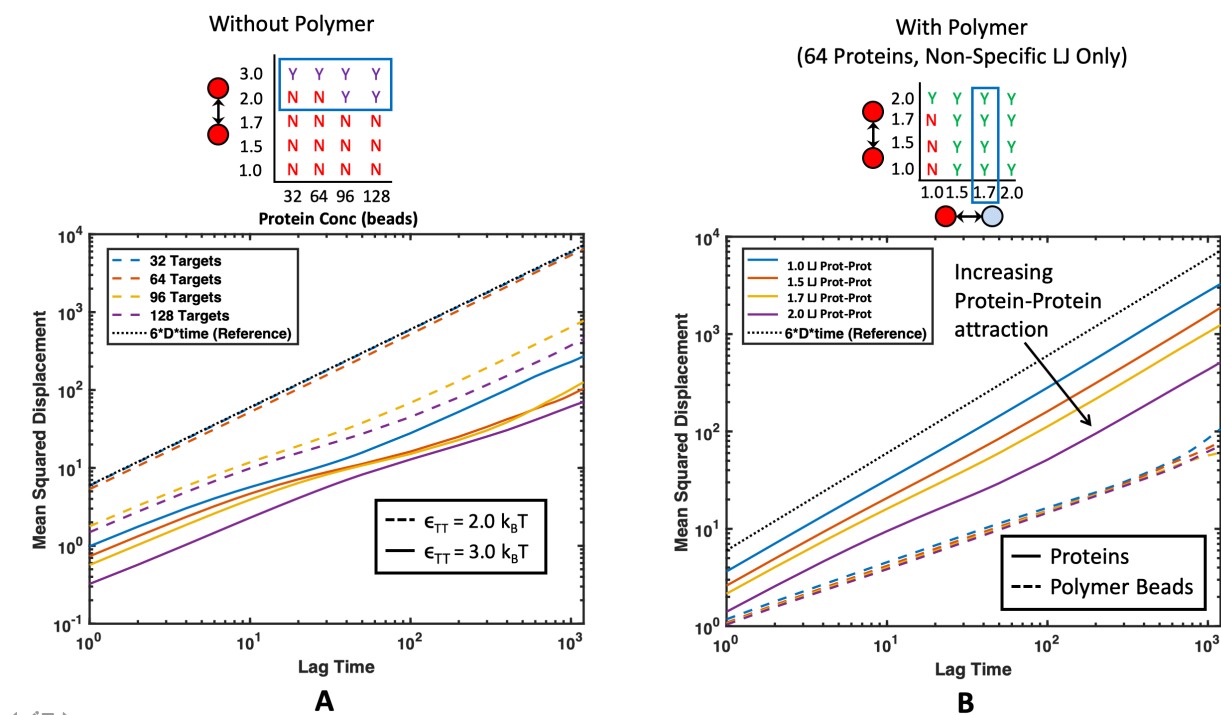 Without Polymer
3.0 Y Y Y Y
2.0 N N Y Y
1.7 N N N N
1.5 N N N N
1.0 N N N N
32 64 96 128
Protein Conc (beads)
10^4
10^3
10^2
10^1
10^0
10^-1
Mean Squared Displacement
32 Targets
64 Targets
96 Targets
128 Targets
6*D*time (Reference)
ϵ_TT = 2.0 k_BT
ϵ_TT = 3.0 k_BT
10^0 10^1 10^2 10^3
Lag Time
A
With Polymer
(64 Proteins, Non-Specific LJ Only)
2.0 Y Y Y Y
1.7 N Y Y Y
1.5 N Y Y Y
1.0 N Y Y Y
1.0 1.5 1.7 2.0
10^4
10^3
10^2
10^1
10^0
Mean Squared Displacement
1.0 LJ Prot-Prot
1.5 LJ Prot-Prot
1.7 LJ Prot-Prot
2.0 LJ Prot-Prot
6*D*time (Reference)
Increasing
Protein-Protein
attraction
Proteins
Polymer Beads
10^0 10^1 10^2 10^3
Lag Time
B